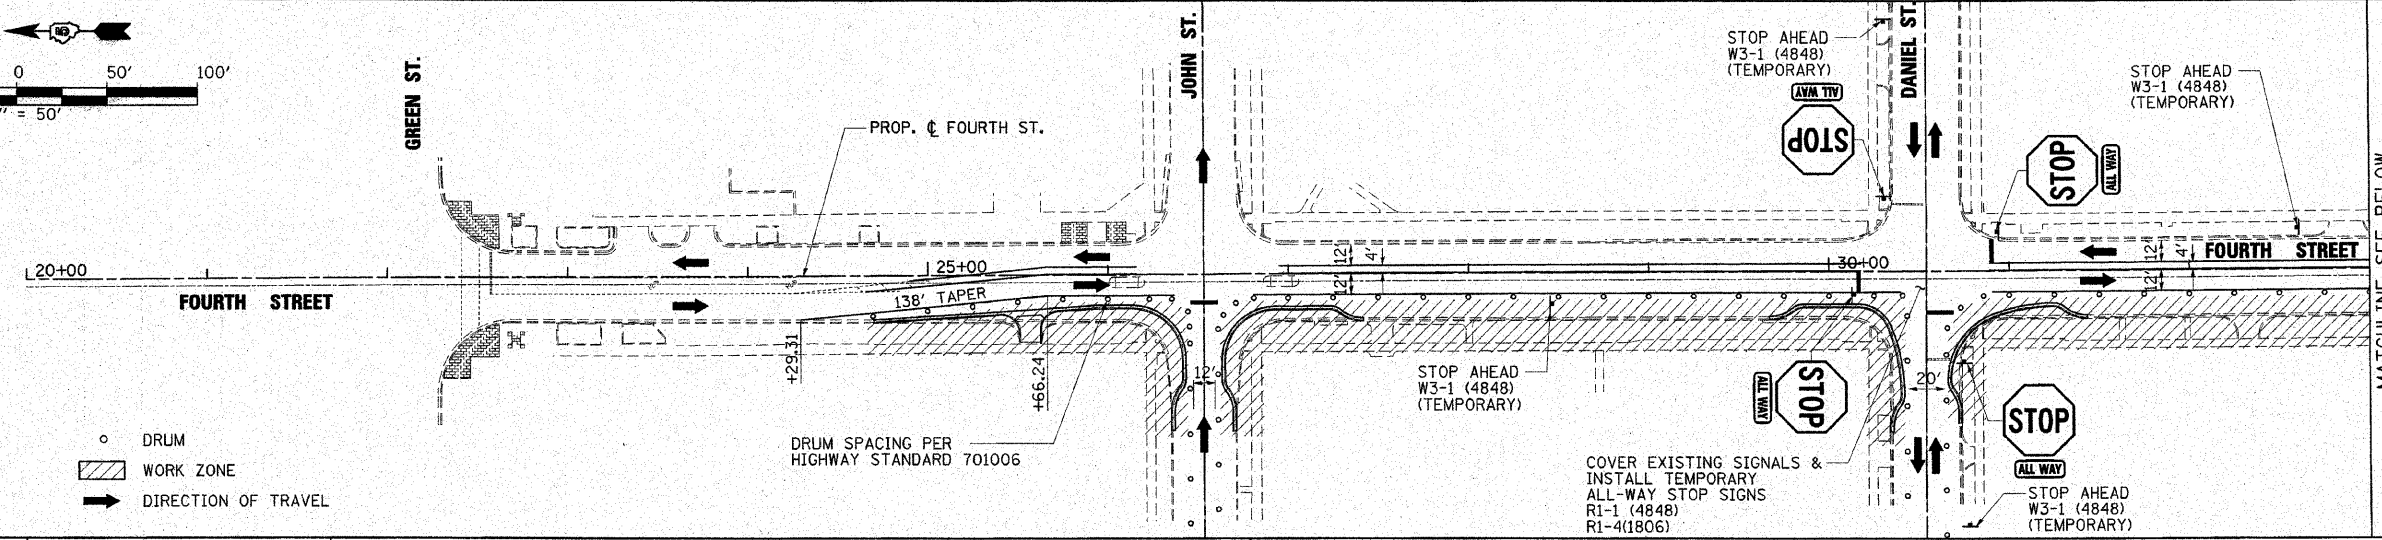 0 50' 100'
" = 50'
GREEN ST.
JOHN ST.
DANIEL ST.
STOP AHEAD
W3-1 (4848)
(TEMPORARY)
ALL WAY
STOP
STOP
ALL WAY
STOP AHEAD
W3-1 (4848)
(TEMPORARY)
PROP. ℄ FOURTH ST.
20+00
25+00
30+00
FOURTH STREET
FOURTH STREET
12'
4'
12'
12'
4'
12'
138' TAPER
+29.31
+66.24
12'
20'
DRUM
WORK ZONE
DIRECTION OF TRAVEL
DRUM SPACING PER
HIGHWAY STANDARD 701006
STOP AHEAD
W3-1 (4848)
(TEMPORARY)
ALL WAY
STOP
COVER EXISTING SIGNALS &
INSTALL TEMPORARY
ALL-WAY STOP SIGNS
R1-1 (4848)
R1-4(1806)
STOP
ALL WAY
STOP AHEAD
W3-1 (4848)
(TEMPORARY)
SEE BELOW